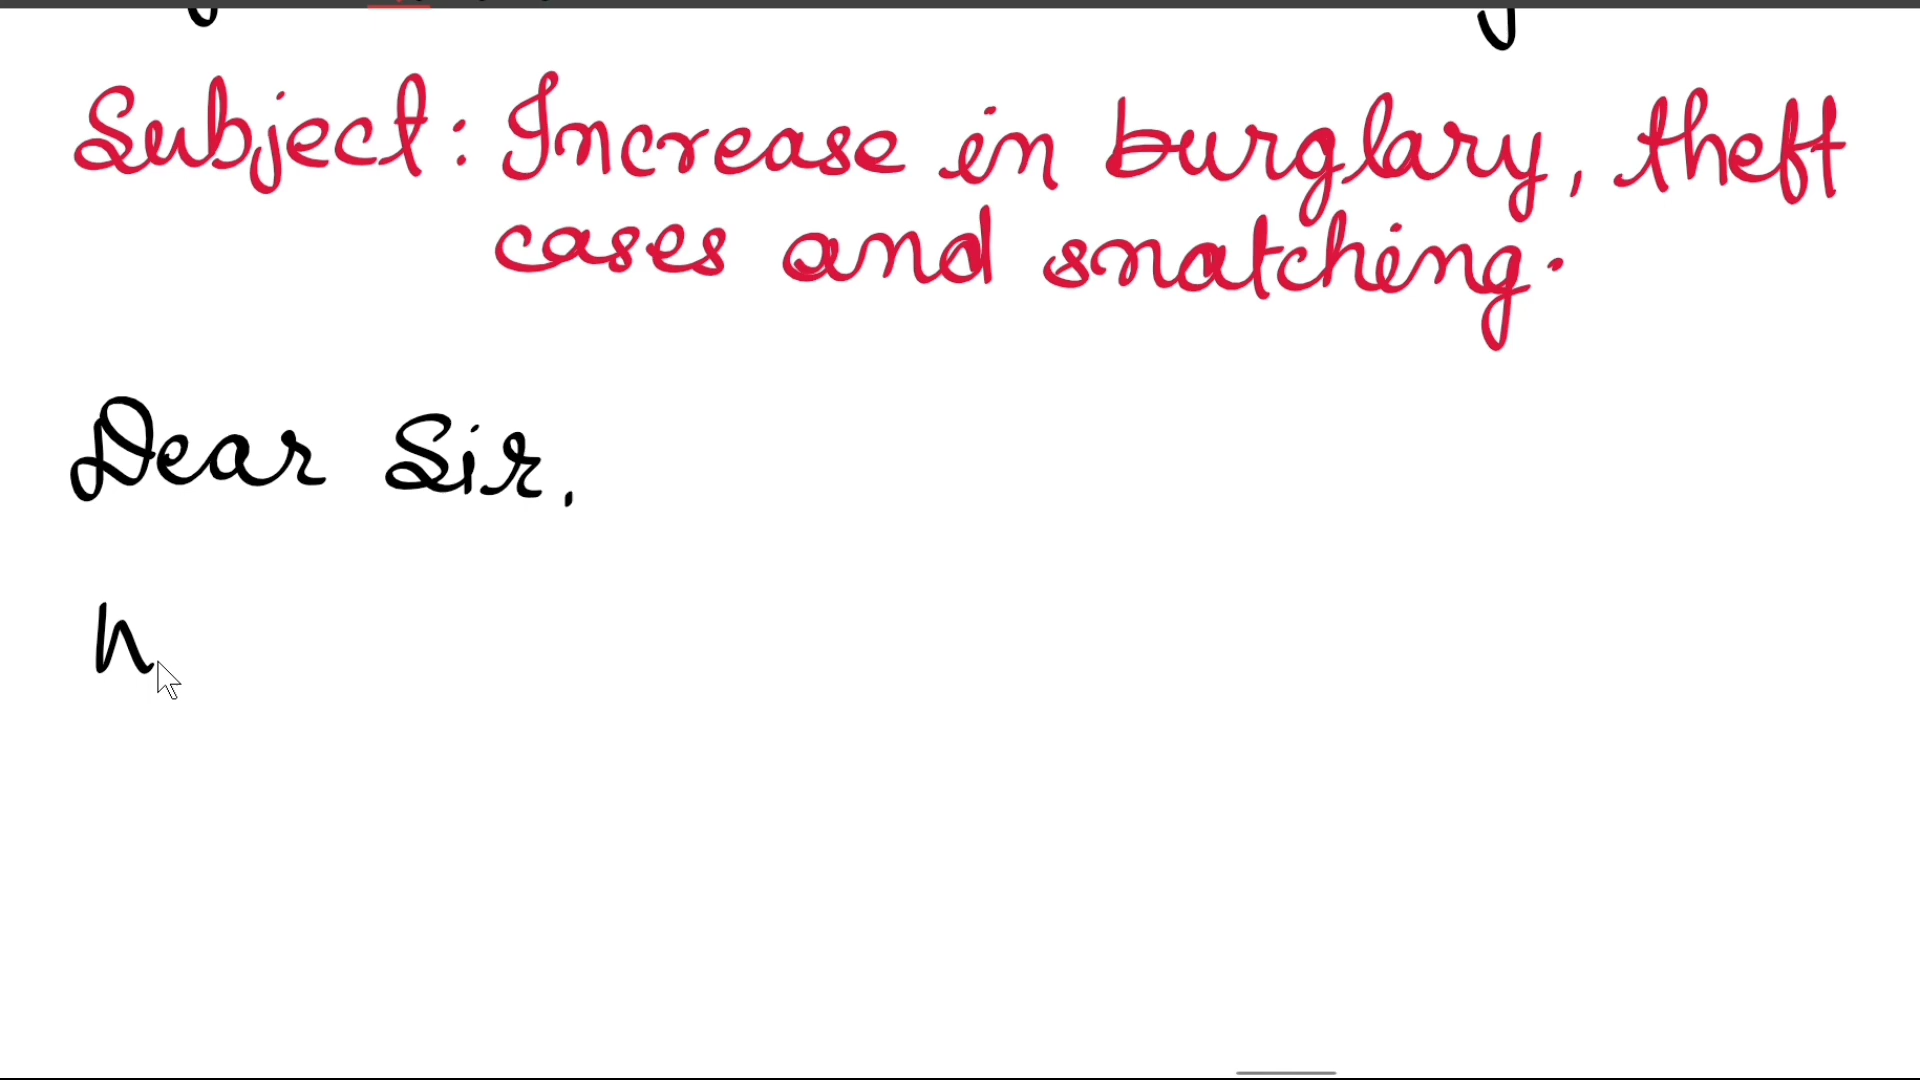 Subject: Increase in burglary, theft
cases and snatching.
Dear Sir,